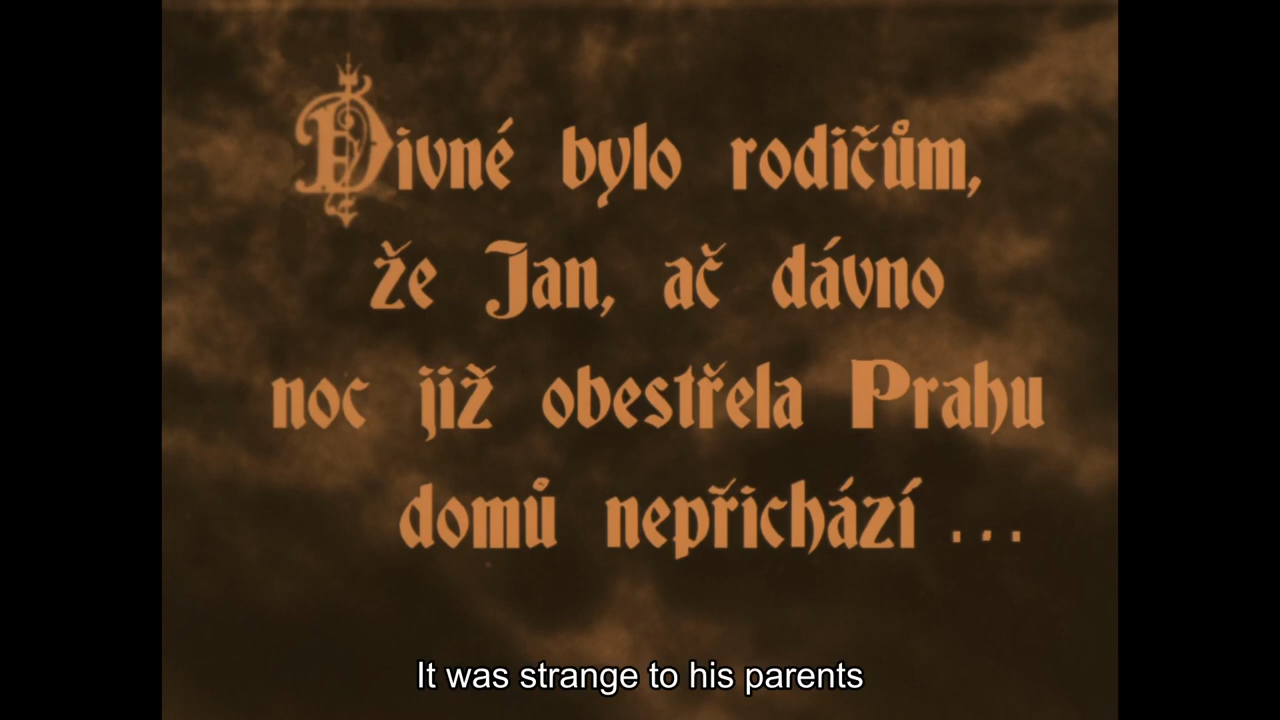 Divné bylo rodičům,
že Jan, ač dávno
noc již obestřela Prahu
domů nepřichází ...
It was strange to his parents